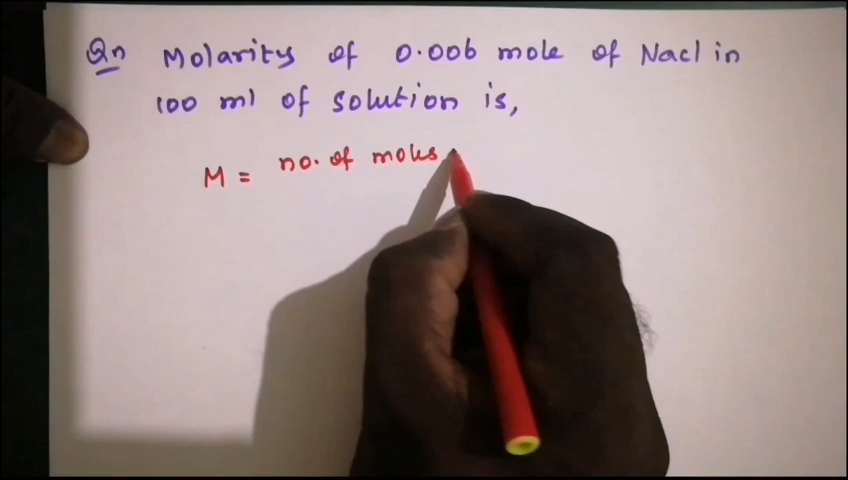 Qn Molarity of 0.006 mole of Nacl in
100 ml of solution is,
M = no. of moles